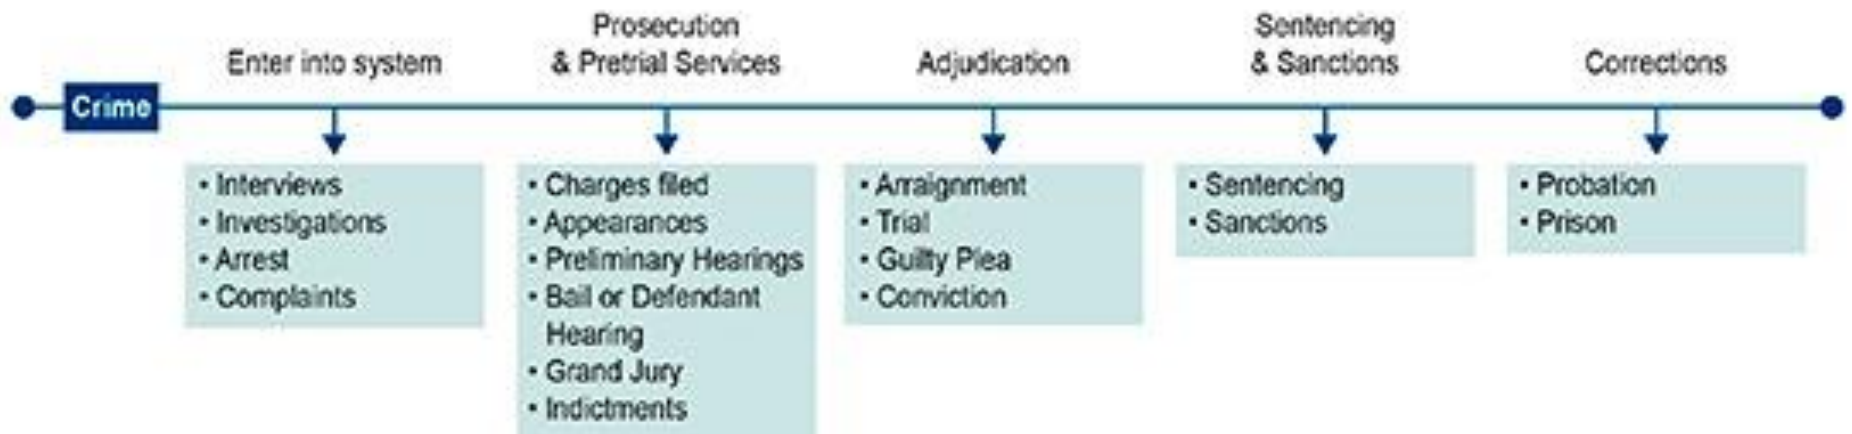 Crime
Enter into system
• Interviews
• Investigations
• Arrest
• Complaints
Prosecution
& Pretrial Services
• Charges filed
• Appearances
• Preliminary Hearings
• Bail or Defendant
Hearing
• Grand Jury
• Indictments
Adjudication
• Arraignment
• Trial
• Guilty Plea
• Conviction
Sentencing
& Sanctions
• Sentencing
• Sanctions
Corrections
• Probation
• Prison